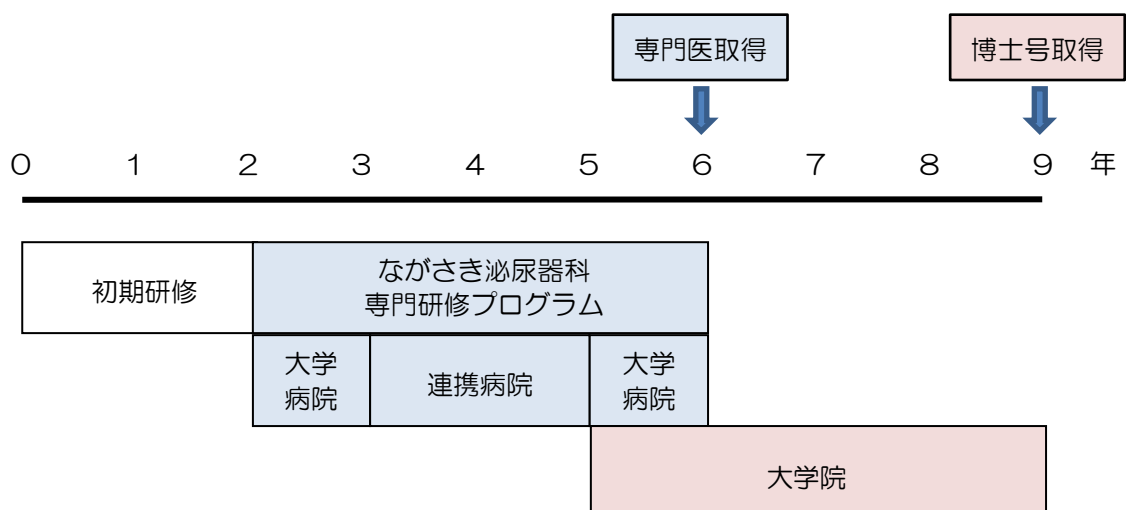 専門医取得
博士号取得
0 1 2 3 4 5 6 7 8 9 年
初期研修
ながさき泌尿器科
専門研修プログラム
大学
病院
連携病院
大学
病院
大学院